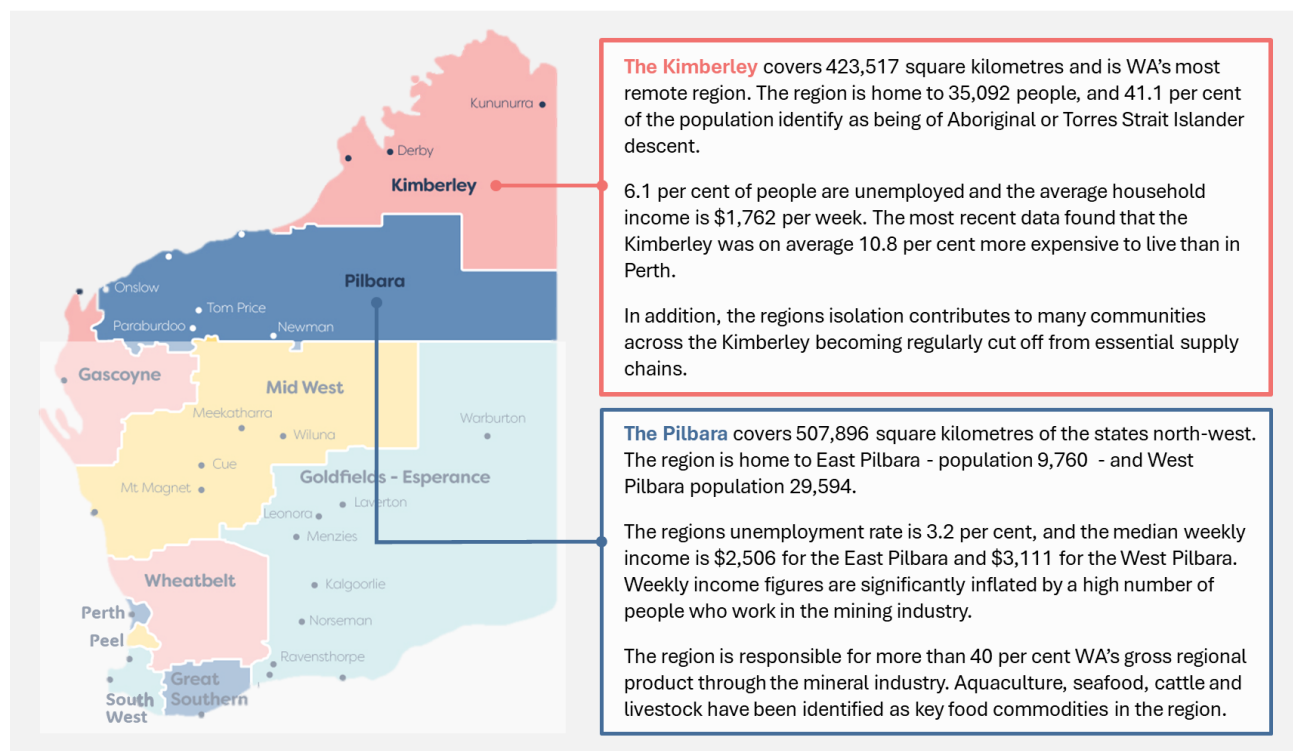 Kununurra
Derby
Kimberley
Pilbara
Onslow
Tom Price
Paraburdoo
Newman
Gascoyne
Mid West
Meekatharra
Wiluna
Warburton
Cue
Goldfields - Esperance
Mt Magnet
Laverton
Leonora
Menzies
Wheatbelt
Kalgoorlie
Perth
Norseman
Peel
Ravensthorpe
Great
Southern
South
West
The Kimberley covers 423,517 square kilometres and is WA's most
remote region. The region is home to 35,092 people, and 41.1 per cent
of the population identify as being of Aboriginal or Torres Strait Islander
descent.
6.1 per cent of people are unemployed and the average household
income is $1,762 per week. The most recent data found that the
Kimberley was on average 10.8 per cent more expensive to live than in
Perth.
In addition, the regions isolation contributes to many communities
across the Kimberley becoming regularly cut off from essential supply
chains.
The Pilbara covers 507,896 square kilometres of the states north-west.
The region is home to East Pilbara - population 9,760 - and West
Pilbara population 29,594.
The regions unemployment rate is 3.2 per cent, and the median weekly
income is $2,506 for the East Pilbara and $3,111 for the West Pilbara.
Weekly income figures are significantly inflated by a high number of
people who work in the mining industry.
The region is responsible for more than 40 per cent WA's gross regional
product through the mineral industry. Aquaculture, seafood, cattle and
livestock have been identified as key food commodities in the region.